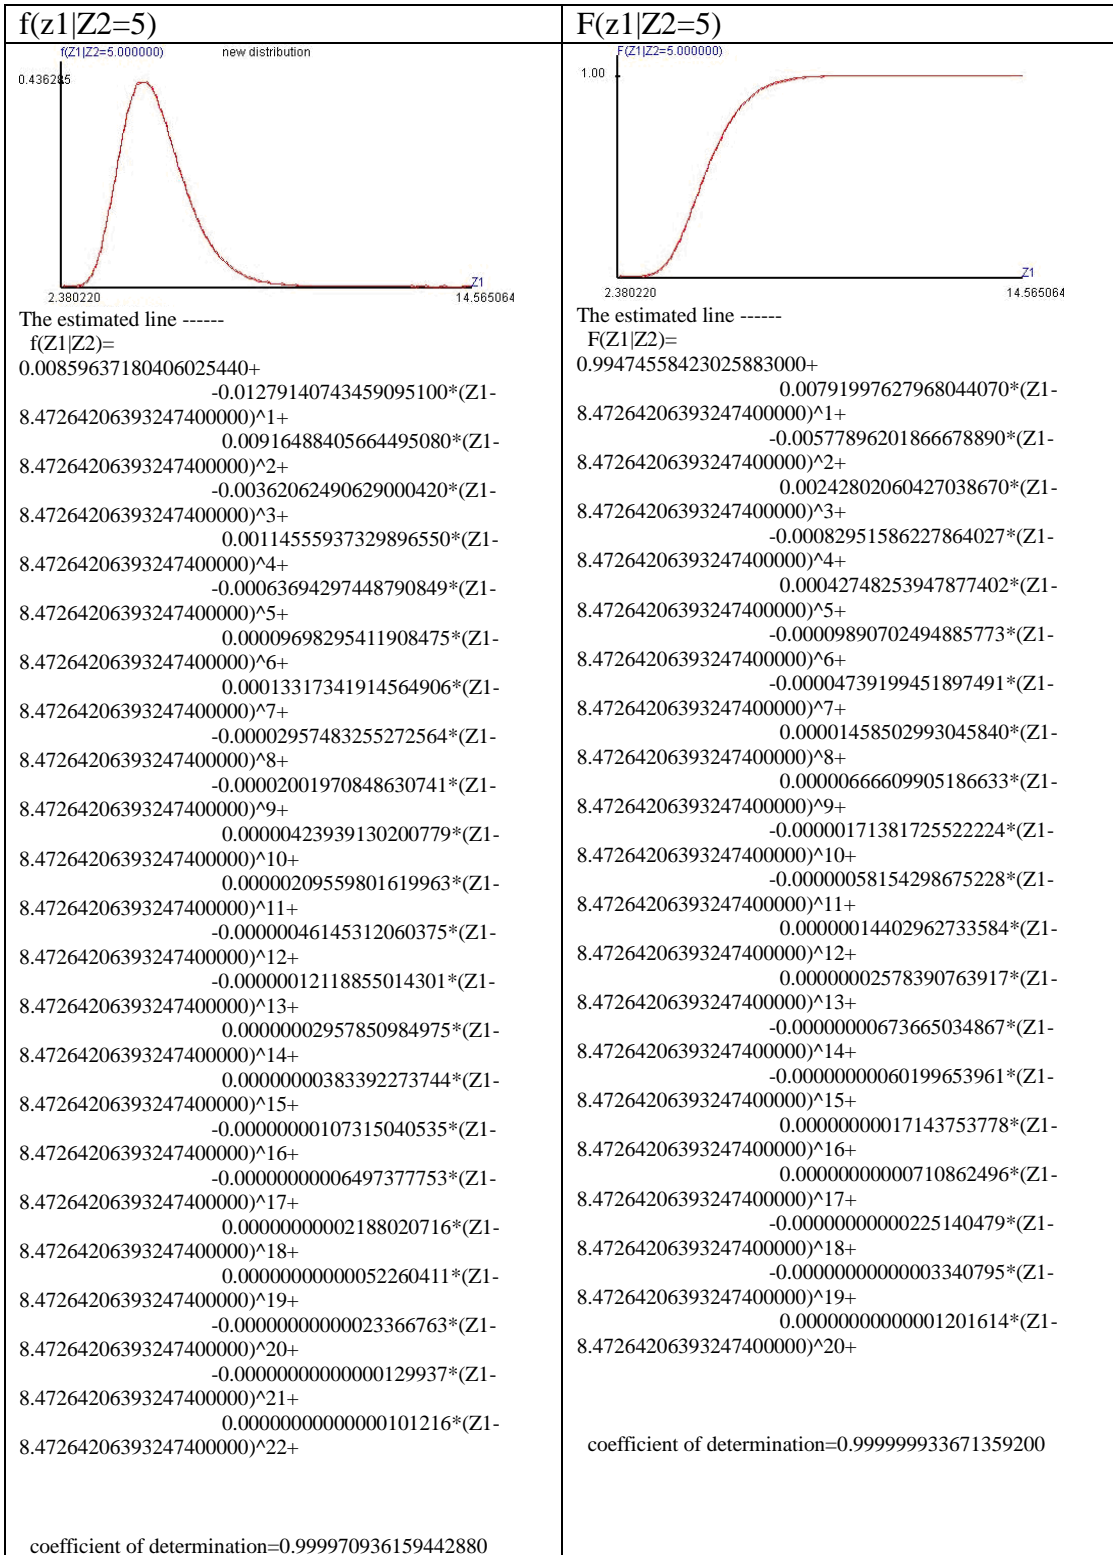 f(z1|Z2=5)
f(Z1|Z2=5.000000)
new distribution
0.436285
Z1
2.380220
14.565064
The estimated line ------
f(Z1|Z2)=
0.00859637180406025440+
-0.01279140743459095100*(Z1-
8.47264206393247400000)^1+
0.00916488405664495080*(Z1-
8.47264206393247400000)^2+
-0.00362062490629000420*(Z1-
8.47264206393247400000)^3+
0.00114555937329896550*(Z1-
8.47264206393247400000)^4+
-0.00063694297448790849*(Z1-
8.47264206393247400000)^5+
0.00009698295411908475*(Z1-
8.47264206393247400000)^6+
0.00013317341914564906*(Z1-
8.47264206393247400000)^7+
-0.00002957483255272564*(Z1-
8.47264206393247400000)^8+
-0.00002001970848630741*(Z1-
8.47264206393247400000)^9+
0.00000423939130200779*(Z1-
8.47264206393247400000)^10+
0.00000209559801619963*(Z1-
8.47264206393247400000)^11+
-0.00000046145312060375*(Z1-
8.47264206393247400000)^12+
-0.00000012118855014301*(Z1-
8.47264206393247400000)^13+
0.00000002957850984975*(Z1-
8.47264206393247400000)^14+
0.00000000383392273744*(Z1-
8.47264206393247400000)^15+
-0.00000000107315040535*(Z1-
8.47264206393247400000)^16+
-0.00000000006497377753*(Z1-
8.47264206393247400000)^17+
0.00000000002188020716*(Z1-
8.47264206393247400000)^18+
0.00000000000052260411*(Z1-
8.47264206393247400000)^19+
-0.00000000000023366763*(Z1-
8.47264206393247400000)^20+
-0.00000000000000129937*(Z1-
8.47264206393247400000)^21+
0.00000000000000101216*(Z1-
8.47264206393247400000)^22+
coefficient of determination=0.9999709361594428​80
F(z1|Z2=5)
F(Z1|Z2=5.000000)
1.00
Z1
2.380220
14.565064
The estimated line ------
F(Z1|Z2)=
0.99474558423025883000+
0.00791997627968044070*(Z1-
8.47264206393247400000)^1+
-0.00577896201866678890*(Z1-
8.47264206393247400000)^2+
0.00242802060427038670*(Z1-
8.47264206393247400000)^3+
-0.00082951586227864027*(Z1-
8.47264206393247400000)^4+
0.00042748253947877402*(Z1-
8.47264206393247400000)^5+
-0.00009890702494885773*(Z1-
8.47264206393247400000)^6+
-0.00004739199451897491*(Z1-
8.47264206393247400000)^7+
0.00001458502993045840*(Z1-
8.47264206393247400000)^8+
0.00000666609905186633*(Z1-
8.47264206393247400000)^9+
-0.00000171381725522224*(Z1-
8.47264206393247400000)^10+
-0.00000058154298675228*(Z1-
8.47264206393247400000)^11+
0.00000014402962733584*(Z1-
8.47264206393247400000)^12+
0.00000002578390763917*(Z1-
8.47264206393247400000)^13+
-0.00000000673665034867*(Z1-
8.47264206393247400000)^14+
-0.00000000060199653961*(Z1-
8.47264206393247400000)^15+
0.00000000017143753778*(Z1-
8.47264206393247400000)^16+
0.00000000000710862496*(Z1-
8.47264206393247400000)^17+
-0.00000000000225140479*(Z1-
8.47264206393247400000)^18+
-0.00000000000003340795*(Z1-
8.47264206393247400000)^19+
0.00000000000001201614*(Z1-
8.47264206393247400000)^20+
coefficient of determination=0.999999933671359200